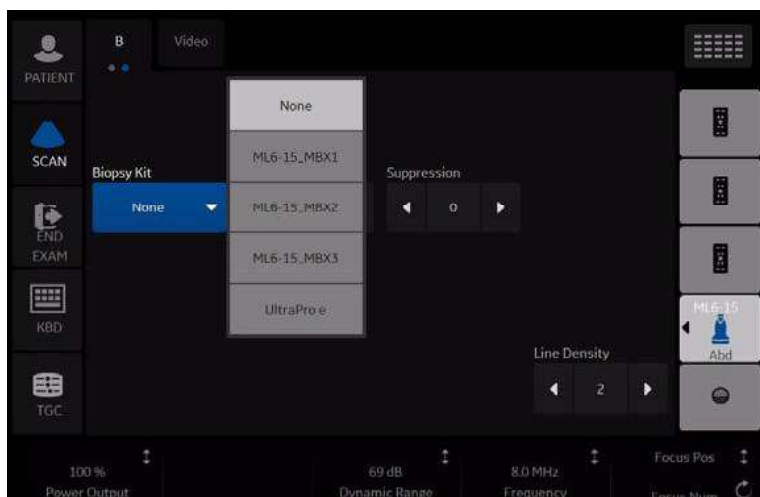 B
Video
PATIENT
None
ML6-15_MBX1
SCAN
Biopsy Kit
Suppression
None
ML6-15_MBX2
0
END
EXAM
ML6-15_MBX3
ML6-15
UltraPro e
KBD
Line Density
Abd
2
TGC
100 %
69 dB
8.0 MHz
Focus Pos
Power Output
Dynamic Range
Frequency
Focus Num